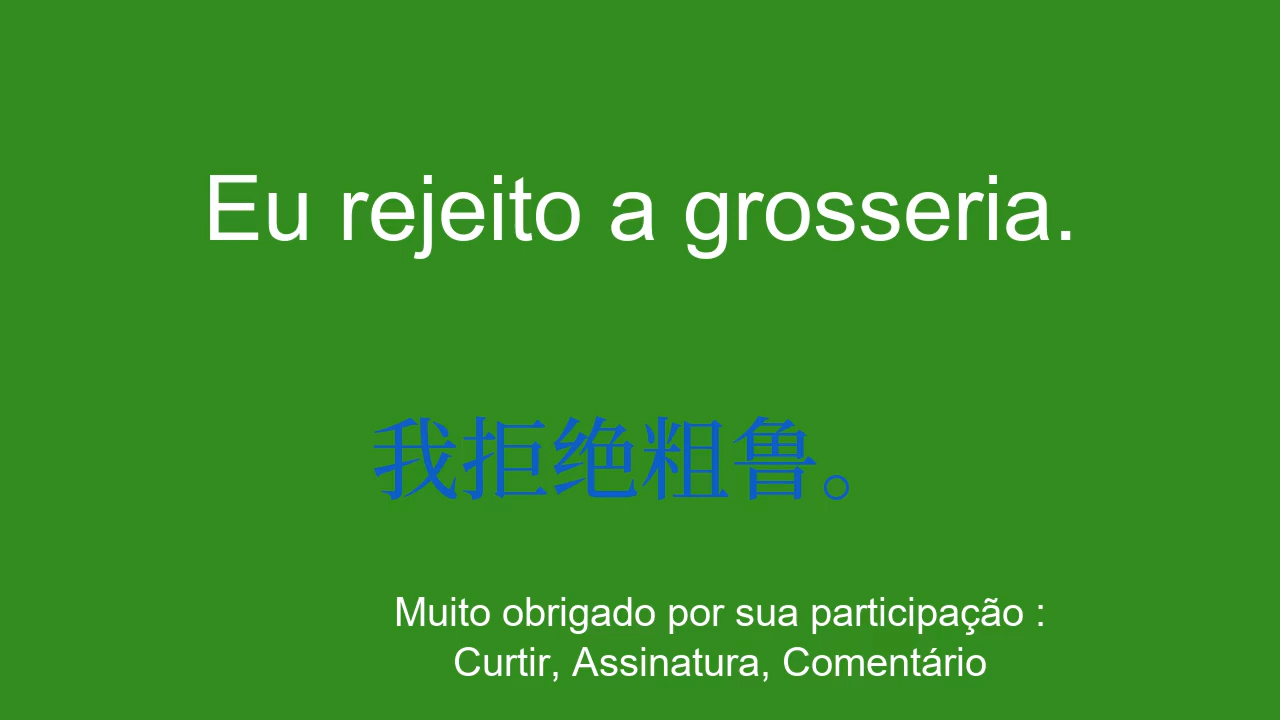 Eu rejeito a grosseria.
我拒绝粗鲁。
Muito obrigado por sua participação :
Curtir, Assinatura, Comentário